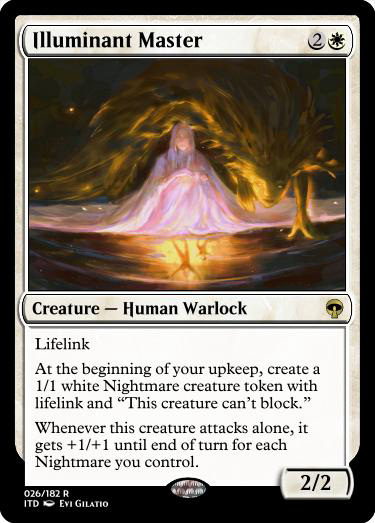 Illuminant Master 2
Creature — Human Warlock
Lifelink
At the beginning of your upkeep, create a
1/1 white Nightmare creature token with
lifelink and “This creature can’t block.”
Whenever this creature attacks alone, it
gets +1/+1 until end of turn for each
Nightmare you control.
2/2
026/182 R
ITD Evi Gilatio